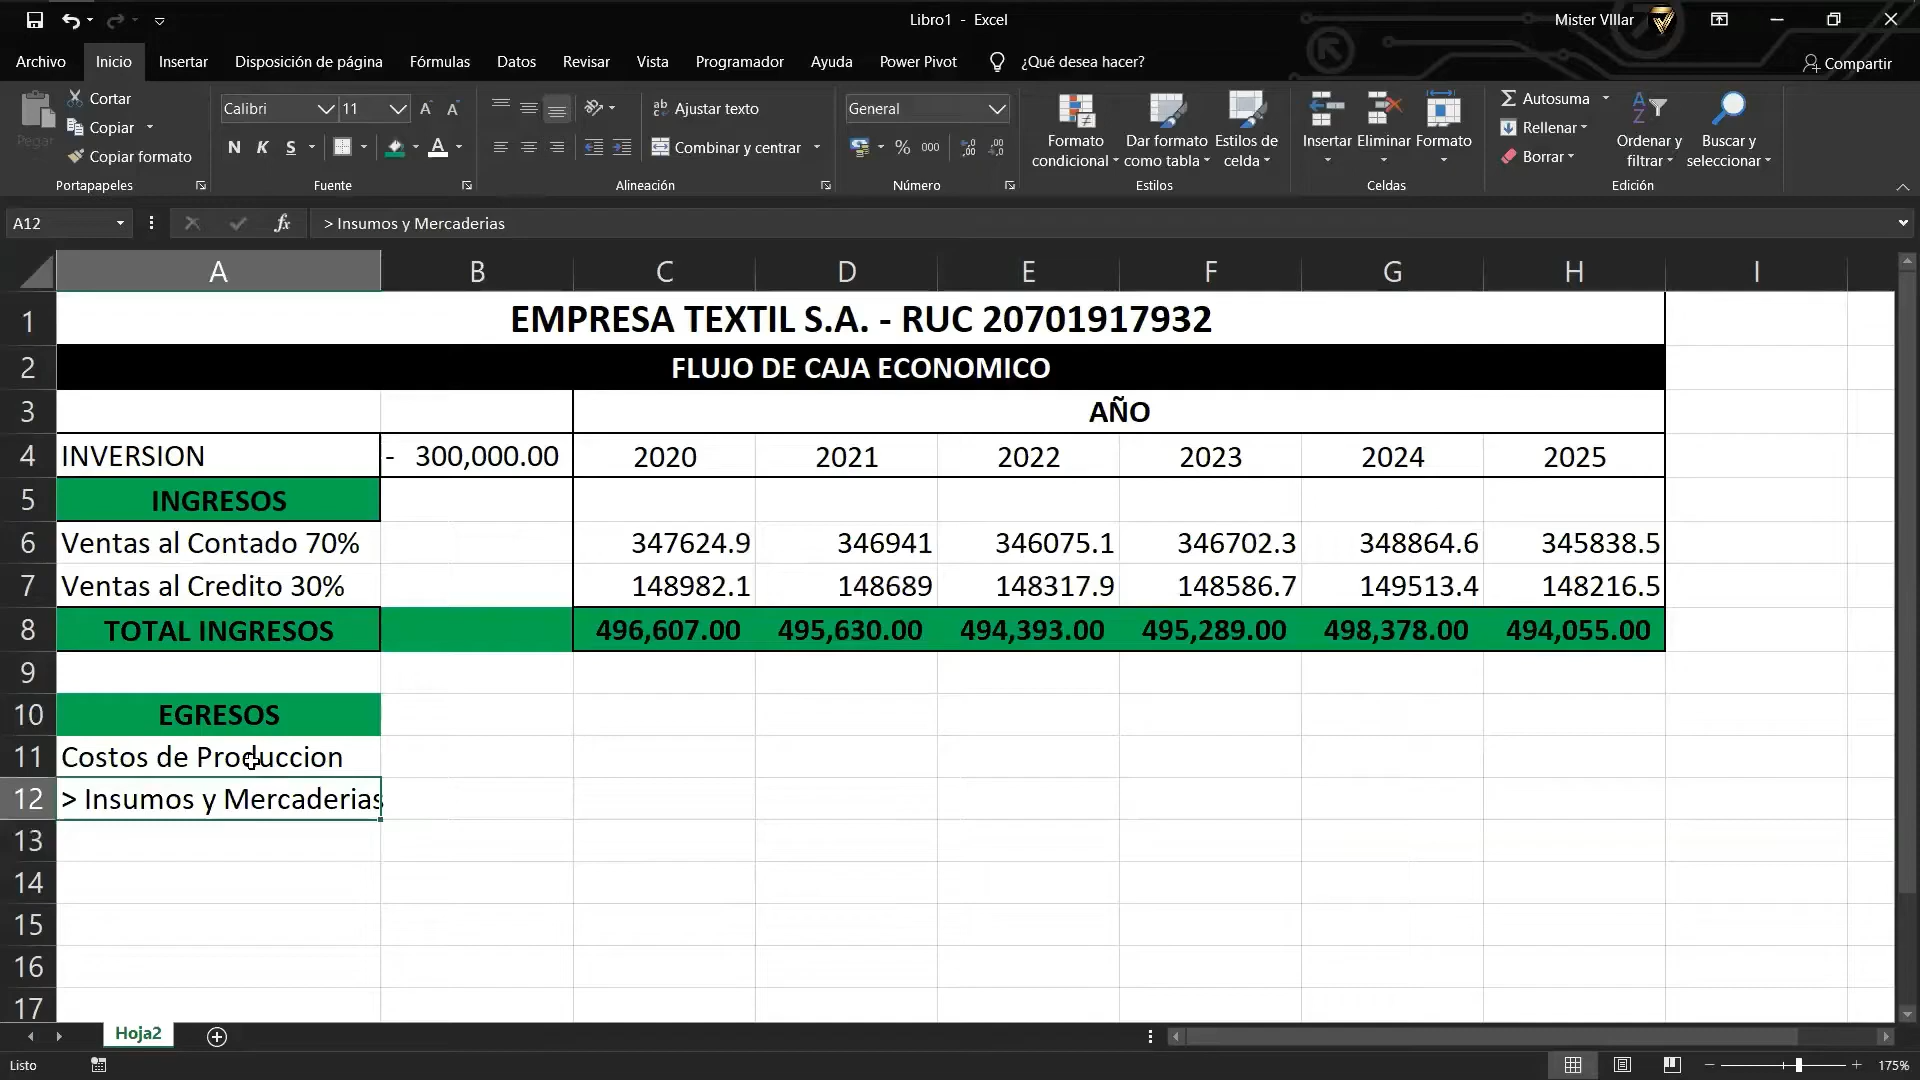 Libro1 - Excel
Mister VIllar
Archivo Inicio Insertar Disposición de página Fórmulas Datos Revisar Vista Programador Ayuda Power Pivot ¿Qué desea hacer? Compartir
Pegar
Cortar
Copiar
Copiar formato
Portapapeles
Calibri 11
N K S
Fuente
Ajustar texto
Combinar y centrar
Alineación
General
% 000
Número
Formato condicional
Dar formato como tabla
Estilos de celda
Estilos
Insertar Eliminar Formato
Celdas
Autosuma
Rellenar
Borrar
Ordenar y filtrar
Buscar y seleccionar
Edición
A12 fx > Insumos y Mercaderias
A B C D E F G H I
1 EMPRESA TEXTIL S.A. - RUC 20701917932
2 FLUJO DE CAJA ECONOMICO
3 AÑO
4 INVERSION - 300,000.00 2020 2021 2022 2023 2024 2025
5 INGRESOS
6 Ventas al Contado 70% 347624.9 346941 346075.1 346702.3 348864.6 345838.5
7 Ventas al Credito 30% 148982.1 148689 148317.9 148586.7 149513.4 148216.5
8 TOTAL INGRESOS 496,607.00 495,630.00 494,393.00 495,289.00 498,378.00 494,055.00
9
10 EGRESOS
11 Costos de Produccion
12 > Insumos y Mercaderias
13
14
15
16
17
Hoja2
Listo 175%